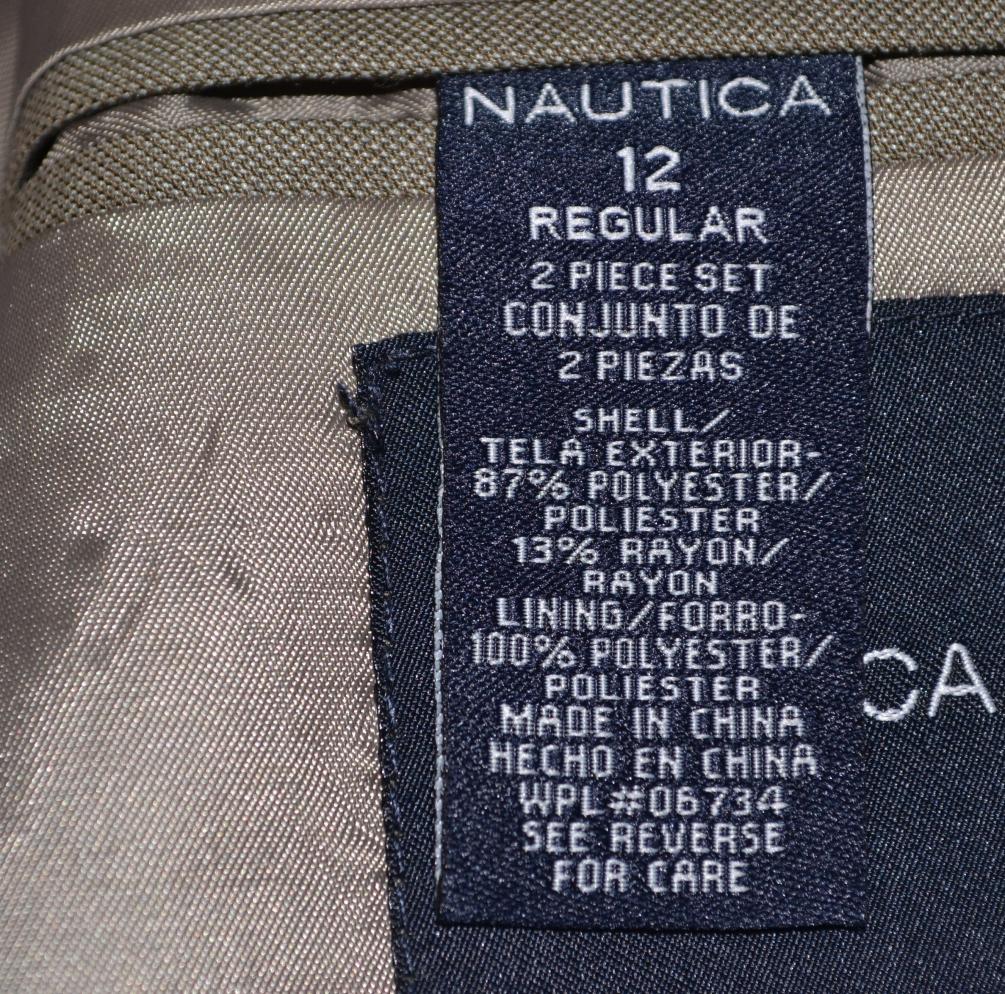 NAUTICA
12
REGULAR
2 PIECE SET
CONJUNTO DE
2 PIEZAS
SHELL/
TELA EXTERIOR-
87% POLYESTER/
POLIESTER
13% RAYON/
RAYON
LINING/FORRO-
100% POLYESTER/
POLIESTER
MADE IN CHINA
HECHO EN CHINA
WPL#06734
SEE REVERSE
FOR CARE
CA